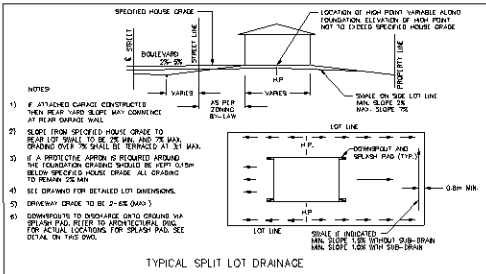 SPECIFIED HOUSE GRADE
LOCATION OF HIGH POINT VARIABLE ALONG
FOUNDATION, ELEVATION OF HIGH POINT
NOT TO EXCEED SPECIFIED HOUSE GRADE
℄ STREET
BOULEVARD
2%-5%
STREET LINE
H.P.
PROPERTY LINE
VARIES
AS PER
ZONING
BY-LAW
VARIES
SWALE ON SIDE LOT LINE
MIN. SLOPE 2%
MAX. SLOPE 7%
NOTES
1) IF ATTACHED GARAGE CONSTRUCTED
THEN REAR YARD SLOPE MAY COMMENCE
AT REAR GARAGE WALL
2) SLOPE FROM SPECIFIED HOUSE GRADE TO
REAR LOT SWALE TO BE 2% MIN. AND 7% MAX.
GRADING OVER 7% SHALL BE TERRACED AT 3:1 MAX.
3) IF A PROTECTIVE APRON IS REQUIRED AROUND
THE FOUNDATION GRADING SHOULD BE KEPT 0.15m
BELOW SPECIFIED HOUSE GRADE ALL GRADING
TO REMAIN 2% MIN
4) SEE DRAWING FOR DETAILED LOT DIMENSIONS.
5) DRIVEWAY GRADE TO BE 2-6% (MAX)
6) DOWNSPOUTS TO DISCHARGE ONTO GROUND VIA
SPLASH PAD. REFER TO ARCHITECTURAL DWG.
FOR ACTUAL LOCATIONS. FOR SPLASH PAD, SEE
DETAIL ON THIS DWG.
LOT LINE
H.P.
DOWNSPOUT AND
SPLASH PAD (TYP.)
0.6m MIN.
H.P.
LOT LINE
SWALE IF INDICATED
MIN. SLOPE 1.5% WITHOUT SUB-DRAIN
MIN. SLOPE 1.0% WITH SUB-DRAIN
TYPICAL SPLIT LOT DRAINAGE